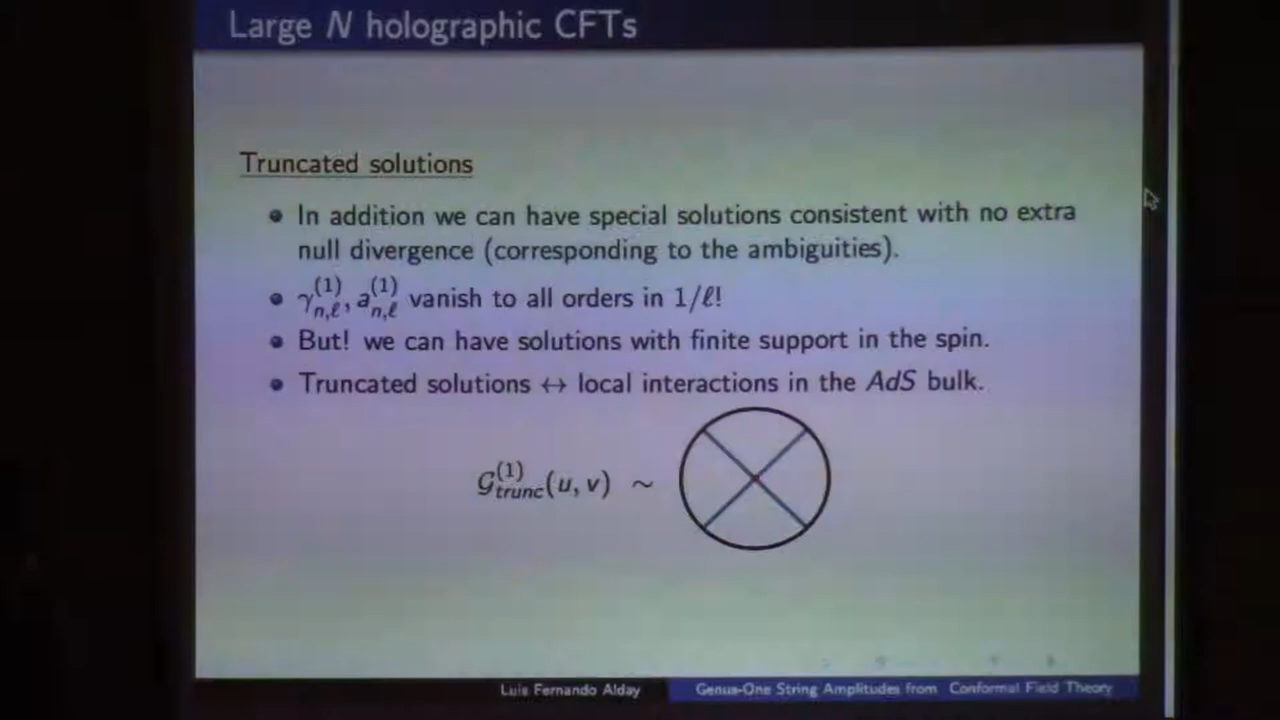 Large N holographic CFTs
Truncated solutions
In addition we can have special solutions consistent with no extra
null divergence (corresponding to the ambiguities).
γ_{n,ℓ}^{(1)}, a_{n,ℓ}^{(1)} vanish to all orders in 1/ℓ!
But! we can have solutions with finite support in the spin.
Truncated solutions ↔ local interactions in the AdS bulk.
𝒢_{trunc}^{(1)}(u, v) ∼
Luis Fernando Alday
Genus-One String Amplitudes from Conformal Field Theory